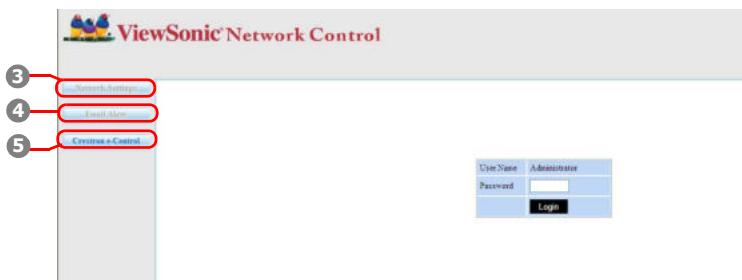 ViewSonic® Network Control
3
Network Settings
4
Email Alert
5
Crestron e-Control
User Name Administrator
Password
Login